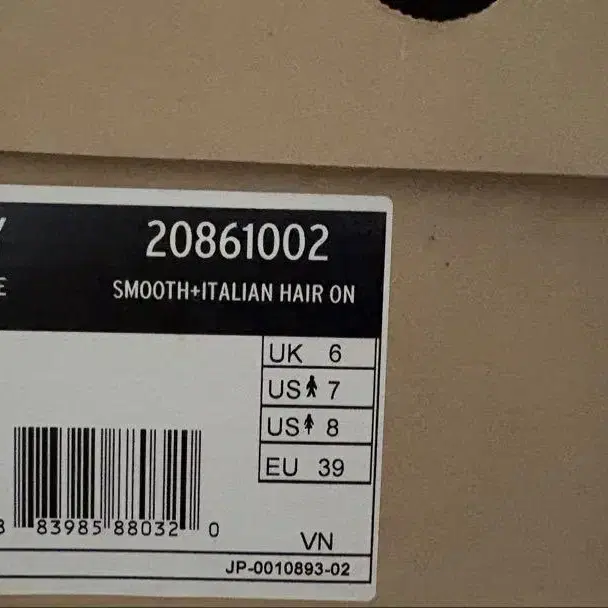 20861002
SMOOTH+ITALIAN HAIR ON
UK 6
US 7
US 8
EU 39
83985 88032 0
VN
JP-0010893-02